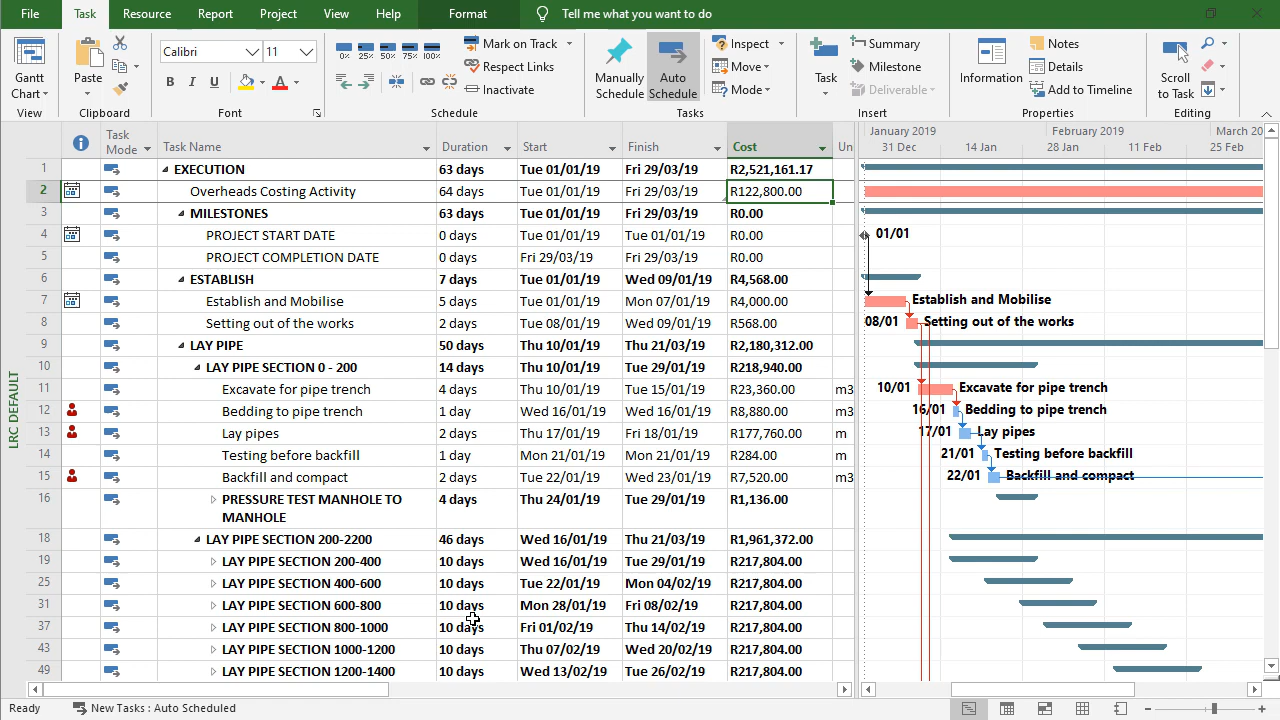 File Task Resource Report Project View Help Format Tell me what you want to do
Gantt Chart
View
Paste
Clipboard
Calibri 11
B I U A
Font
0% 25% 50% 75% 100%
Mark on Track
Respect Links
Inactivate
Schedule
Manually Schedule
Auto Schedule
Inspect
Move
Mode
Tasks
Task
Summary
Milestone
Deliverable
Insert
Information
Notes
Details
Add to Timeline
Properties
Scroll to Task
Editing
Task Mode Task Name Duration Start Finish Cost Un
January 2019 February 2019 March 20
31 Dec 14 Jan 28 Jan 11 Feb 25 Feb
LRC DEFAULT
1 EXECUTION 63 days Tue 01/01/19 Fri 29/03/19 R2,521,161.17
2 Overheads Costing Activity 64 days Tue 01/01/19 Fri 29/03/19 R122,800.00
3 MILESTONES 63 days Tue 01/01/19 Fri 29/03/19 R0.00
4 PROJECT START DATE 0 days Tue 01/01/19 Tue 01/01/19 R0.00 01/01
5 PROJECT COMPLETION DATE 0 days Fri 29/03/19 Fri 29/03/19 R0.00
6 ESTABLISH 7 days Tue 01/01/19 Wed 09/01/19 R4,568.00
7 Establish and Mobilise 5 days Tue 01/01/19 Mon 07/01/19 R4,000.00 Establish and Mobilise
8 Setting out of the works 2 days Tue 08/01/19 Wed 09/01/19 R568.00 08/01 Setting out of the works
9 LAY PIPE 50 days Thu 10/01/19 Thu 21/03/19 R2,180,312.00
10 LAY PIPE SECTION 0 - 200 14 days Thu 10/01/19 Tue 29/01/19 R218,940.00
11 Excavate for pipe trench 4 days Thu 10/01/19 Tue 15/01/19 R23,360.00 m3 10/01 Excavate for pipe trench
12 Bedding to pipe trench 1 day Wed 16/01/19 Wed 16/01/19 R8,880.00 m3 16/01 Bedding to pipe trench
13 Lay pipes 2 days Thu 17/01/19 Fri 18/01/19 R177,760.00 m 17/01 Lay pipes
14 Testing before backfill 1 day Mon 21/01/19 Mon 21/01/19 R284.00 m 21/01 Testing before backfill
15 Backfill and compact 2 days Tue 22/01/19 Wed 23/01/19 R7,520.00 m3 22/01 Backfill and compact
16 PRESSURE TEST MANHOLE TO 4 days Thu 24/01/19 Tue 29/01/19 R1,136.00
MANHOLE
18 LAY PIPE SECTION 200-2200 46 days Wed 16/01/19 Thu 21/03/19 R1,961,372.00
19 LAY PIPE SECTION 200-400 10 days Wed 16/01/19 Tue 29/01/19 R217,804.00
25 LAY PIPE SECTION 400-600 10 days Tue 22/01/19 Mon 04/02/19 R217,804.00
31 LAY PIPE SECTION 600-800 10 days Mon 28/01/19 Fri 08/02/19 R217,804.00
37 LAY PIPE SECTION 800-1000 10 days Fri 01/02/19 Thu 14/02/19 R217,804.00
43 LAY PIPE SECTION 1000-1200 10 days Thu 07/02/19 Wed 20/02/19 R217,804.00
49 LAY PIPE SECTION 1200-1400 10 days Wed 13/02/19 Tue 26/02/19 R217,804.00
Ready New Tasks : Auto Scheduled